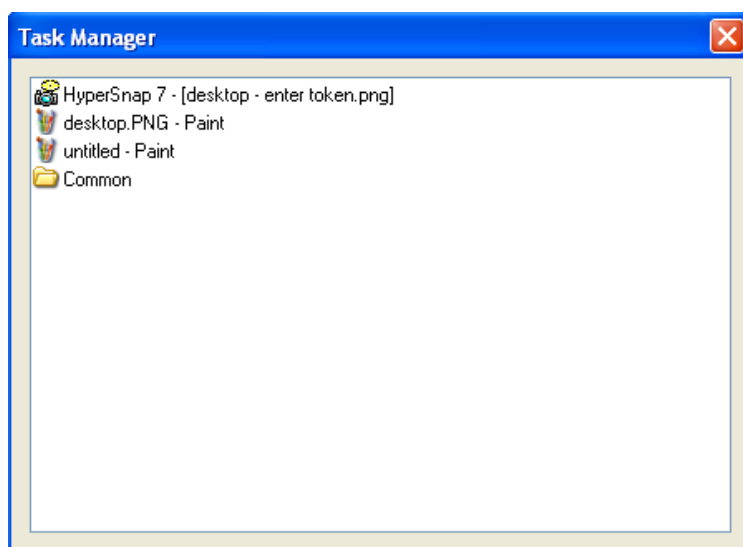 Task Manager
HyperSnap 7 - [desktop - enter token.png]
desktop.PNG - Paint
untitled - Paint
Common